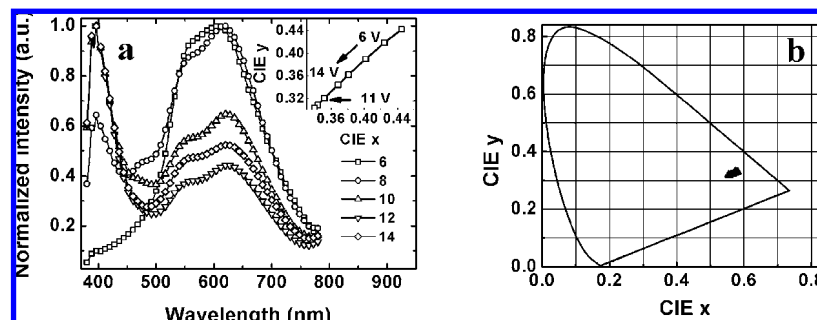 a
Normalized intensity (a.u.)
1.0
0.8
0.6
0.4
0.2
400 500 600 700 800 900
Wavelength (nm)
CIE y
0.44
0.40
0.36
0.32
6 V
14 V
11 V
0.36 0.40 0.44
CIE x
6
8
10
12
14
b
CIE y
0.8
0.6
0.4
0.2
0.0
0.0 0.2 0.4 0.6 0.8
CIE x